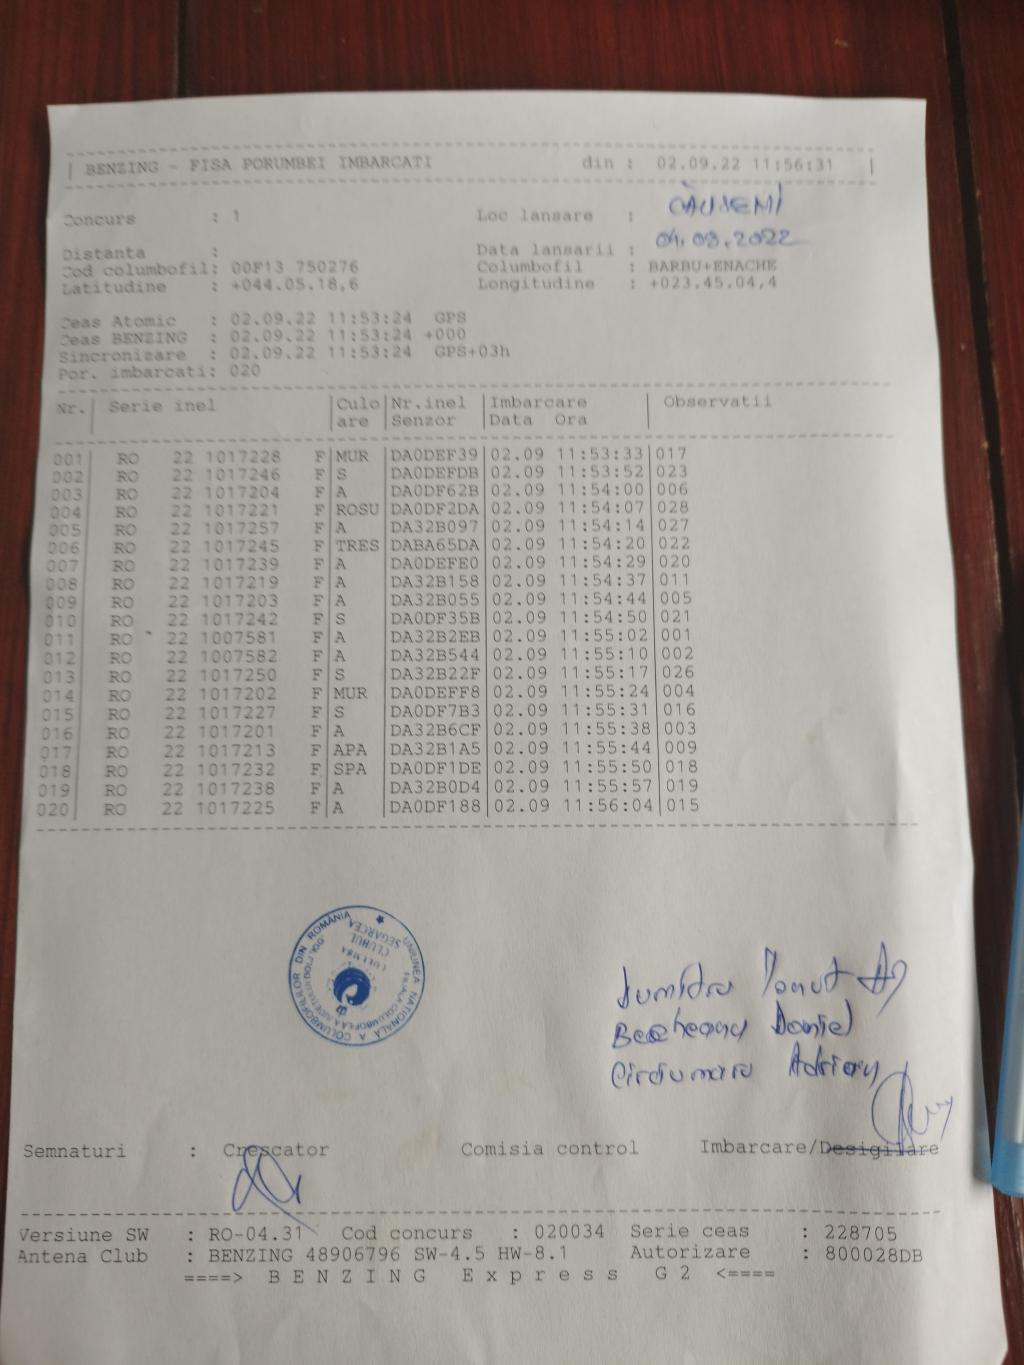 BENZING - FISA PORUMBEI IMBARCATI din : 02.09.22 11:56:31
Concurs : 1 Loc lansare : CĂUȘENI
Distanta : Data lansarii : 04.09.2022
Cod columbofil: 00F13 750276 Columbofil : BARBU+ENACHE
Latitudine : +044.05.18,6 Longitudine : +023.45.04,4
Ceas Atomic : 02.09.22 11:53:24 GPS
Ceas BENZING : 02.09.22 11:53:24 +000
Sincronizare : 02.09.22 11:53:24 GPS+03h
Por. imbarcati: 020
Nr. Serie inel Culo Nr.inel Imbarcare Observatii
are Senzor Data Ora
001 RO 22 1017228 F MUR DA0DEF39 02.09 11:53:33 017
002 RO 22 1017246 F S DA0DEFDB 02.09 11:53:52 023
003 RO 22 1017204 F A DA0DF62B 02.09 11:54:00 006
004 RO 22 1017221 F ROSU DA0DF2DA 02.09 11:54:07 028
005 RO 22 1017257 F A DA32B097 02.09 11:54:14 027
006 RO 22 1017245 F TRES DABA65DA 02.09 11:54:20 022
007 RO 22 1017239 F A DA0DEFE0 02.09 11:54:29 020
008 RO 22 1017219 F A DA32B158 02.09 11:54:37 011
009 RO 22 1017203 F A DA32B055 02.09 11:54:44 005
010 RO 22 1017242 F S DA0DF35B 02.09 11:54:50 021
011 RO 22 1007581 F A DA32B2EB 02.09 11:55:02 001
012 RO 22 1007582 F A DA32B544 02.09 11:55:10 002
013 RO 22 1017250 F S DA32B22F 02.09 11:55:17 026
014 RO 22 1017202 F MUR DA0DEFF8 02.09 11:55:24 004
015 RO 22 1017227 F S DA0DF7B3 02.09 11:55:31 016
016 RO 22 1017201 F A DA32B6CF 02.09 11:55:38 003
017 RO 22 1017213 F APA DA32B1A5 02.09 11:55:44 009
018 RO 22 1017232 F SPA DA0DF1DE 02.09 11:55:50 018
019 RO 22 1017238 F A DA32B0D4 02.09 11:55:57 019
020 RO 22 1017225 F A DA0DF188 02.09 11:56:04 015
UNIUNEA NATIONALA A COLUMBOFILILOR DIN ROMÂNIA
CLUBUL
SEGARCEA
Dumitru Ionut
Daniel
Adrian
Semnaturi : Crescator Comisia control Imbarcare/Desigilare
Versiune SW : RO-04.31 Cod concurs : 020034 Serie ceas : 228705
Antena Club : BENZING 48906796 SW-4.5 HW-8.1 Autorizare : 800028DB
====> B E N Z I N G E x p r e s s G 2 <====